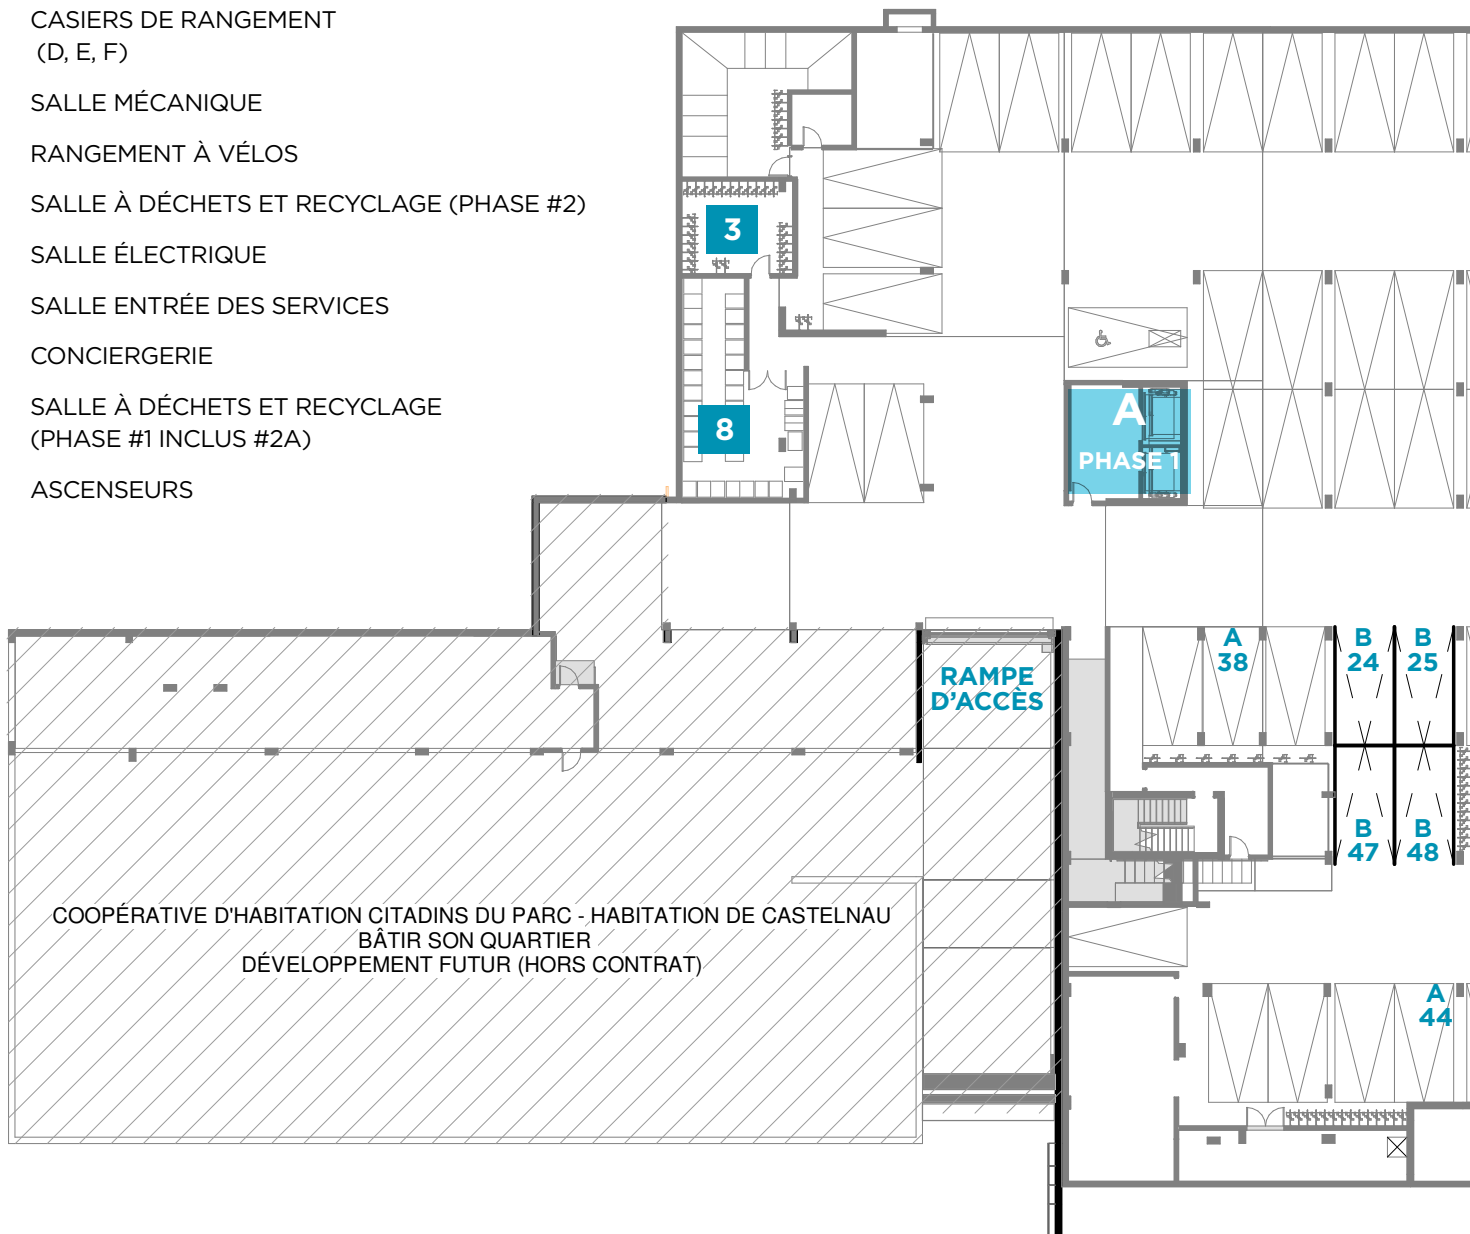 CASIERS DE RANGEMENT
(D, E, F)
SALLE MÉCANIQUE
RANGEMENT À VÉLOS
SALLE À DÉCHETS ET RECYCLAGE (PHASE #2)
SALLE ÉLECTRIQUE
SALLE ENTRÉE DES SERVICES
CONCIERGERIE
SALLE À DÉCHETS ET RECYCLAGE
(PHASE #1 INCLUS #2A)
ASCENSEURS
3
8
A
PHASE 1
RAMPE
D'ACCÈS
A
38
B
24
B
25
B
47
B
48
A
44
COOPÉRATIVE D'HABITATION CITADINS DU PARC - HABITATION DE CASTELNAU
BÂTIR SON QUARTIER
DÉVELOPPEMENT FUTUR (HORS CONTRAT)